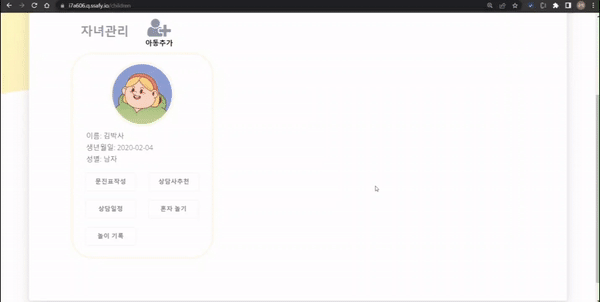 i7a606.q.ssafy.io/children
자녀관리
아동추가
이름: 김박사
생년월일: 2020-02-04
성별: 남자
문진표작성
상담사추천
상담일정
혼자 놀기
놀이 기록